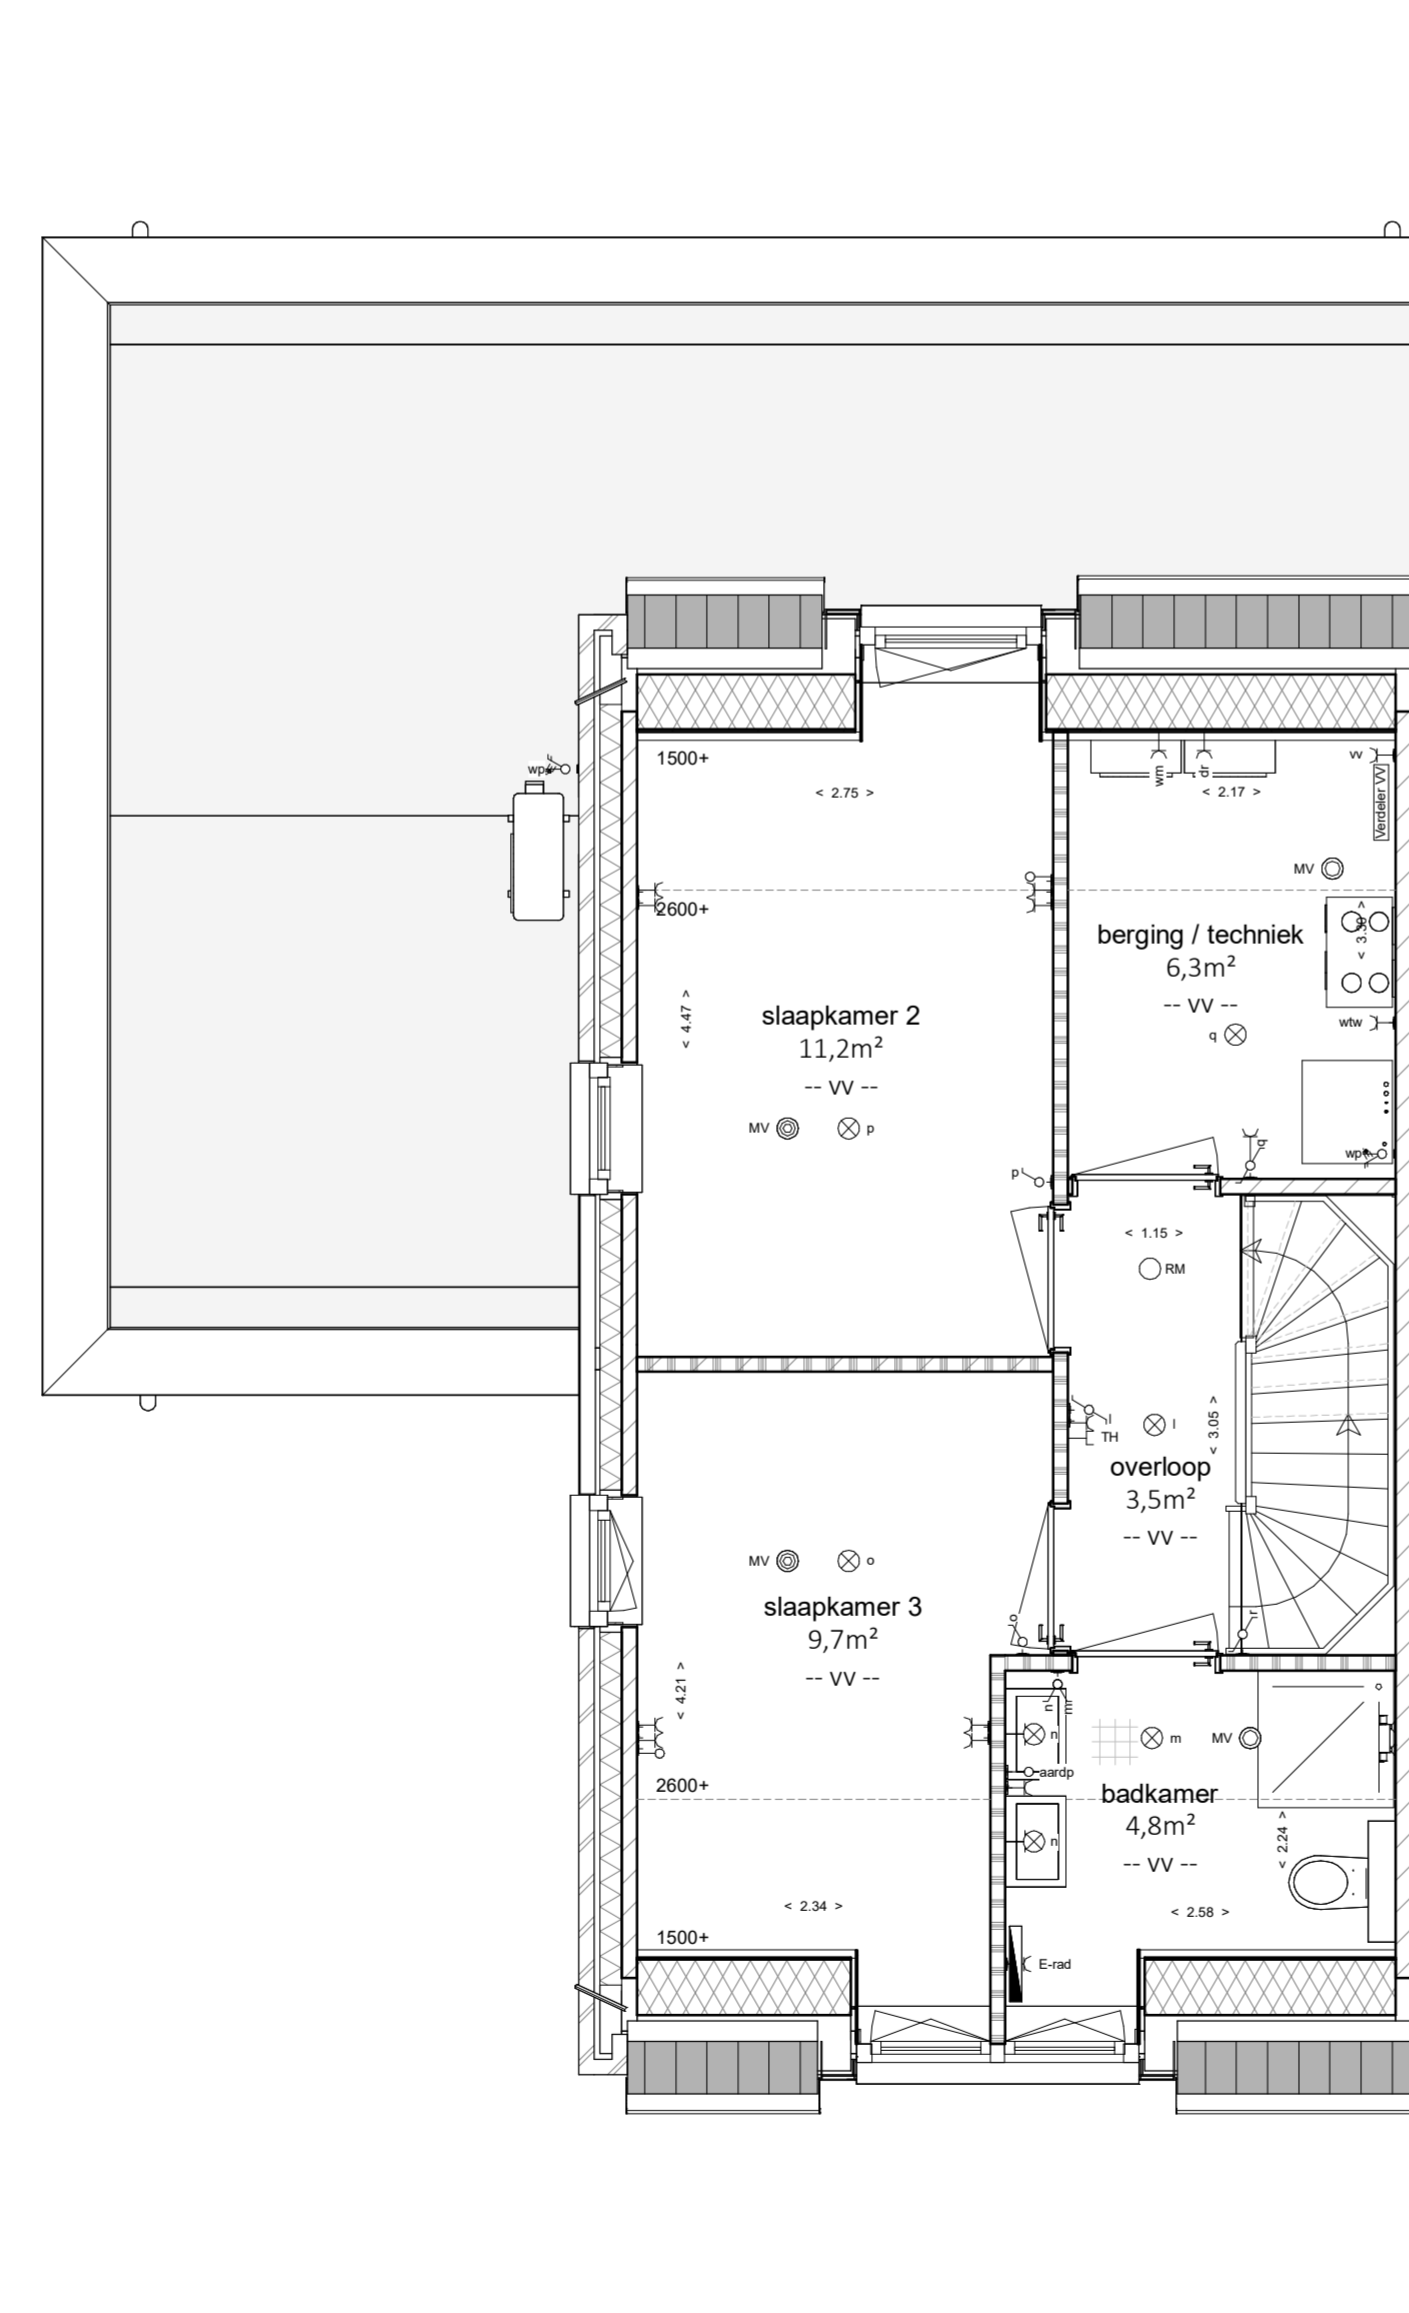 wp
1500+
< 2.75 >
2600+
< 4.47 >
slaapkamer 2
11,2m²
-- VV --
MV
p
p
wm
dr
< 2.17 >
vv
Verdeler VV
MV
berging / techniek
6,3m²
-- VV --
< 3.30 >
wtw
q
q
wp
< 1.15 >
RM
l
TH
l
< 3.05 >
overloop
3,5m²
-- VV --
r
MV
o
slaapkamer 3
9,7m²
-- VV --
o
< 4.21 >
2600+
< 2.34 >
1500+
n
m
n
m
MV
aardp
badkamer
4,8m²
-- VV --
n
< 2.24 >
< 2.58 >
E-rad